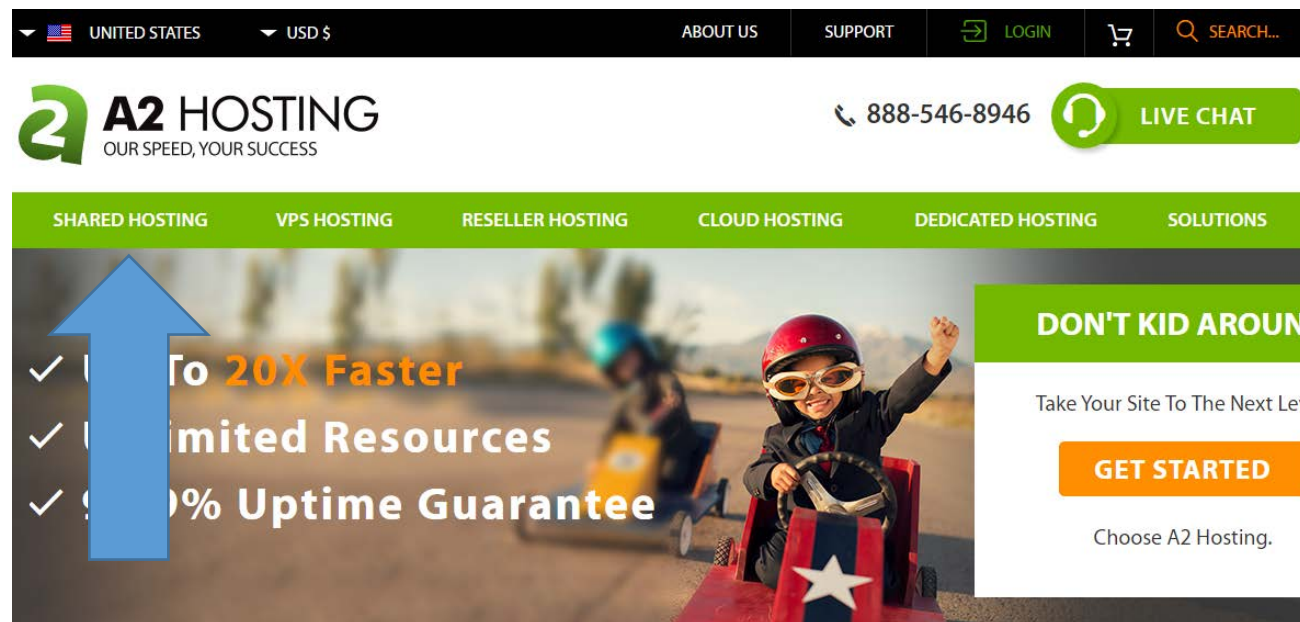 UNITED STATES USD $ ABOUT US SUPPORT LOGIN SEARCH...
A2 HOSTING
OUR SPEED, YOUR SUCCESS
888-546-8946 LIVE CHAT
SHARED HOSTING VPS HOSTING RESELLER HOSTING CLOUD HOSTING DEDICATED HOSTING SOLUTIONS
To 20X Faster
Resources
Uptime Guarantee
DON'T KID
Take Your Site To The Next
GET STARTED
Choose A2 Hosting.